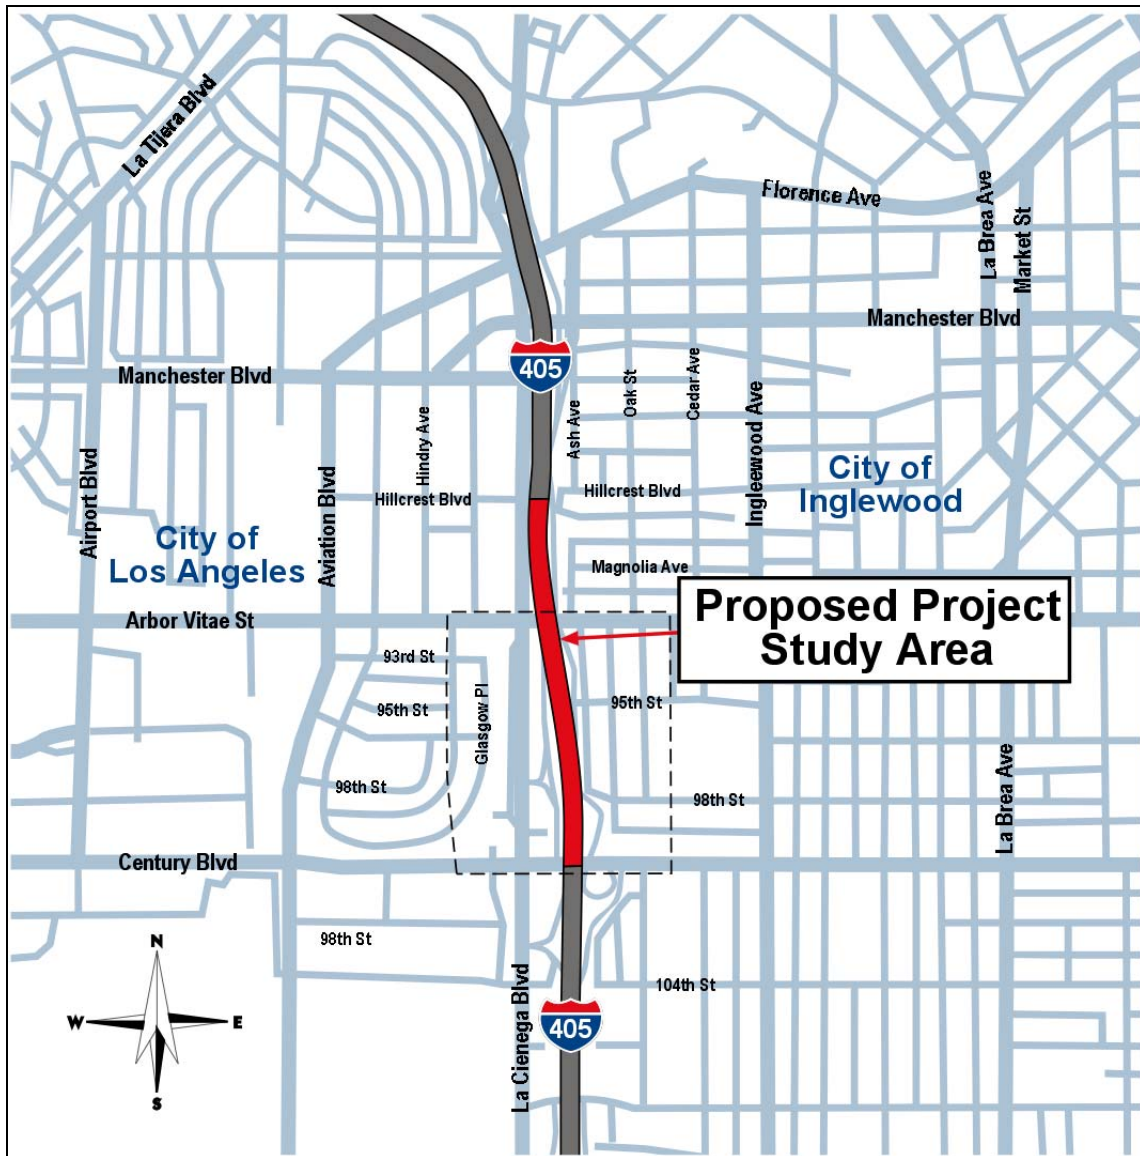 La Tijera Blvd
Florence Ave
La Brea Ave
Market St
Manchester Blvd
405
Manchester Blvd
Oak St
Cedar Ave
Ash Ave
Hindry Ave
Ingleewood Ave
Airport Blvd
Aviation Blvd
Hillcrest Blvd
Hillcrest Blvd
City of
Inglewood
City of
Los Angeles
Magnolia Ave
Proposed Project
Study Area
Arbor Vitae St
93rd St
95th St
Glasgow Pl
95th St
98th St
98th St
La Brea Ave
Century Blvd
98th St
104th St
La Cienega Blvd
405
N
W
E
S